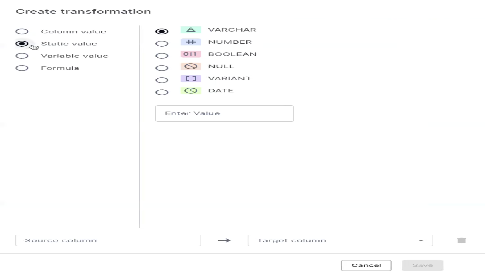 Create transformation
Column value
Static value
Variable value
Formula
VARCHAR
NUMBER
BOOLEAN
NULL
VARIANT
DATE
Enter Value
Source column
Target column
Cancel
Save